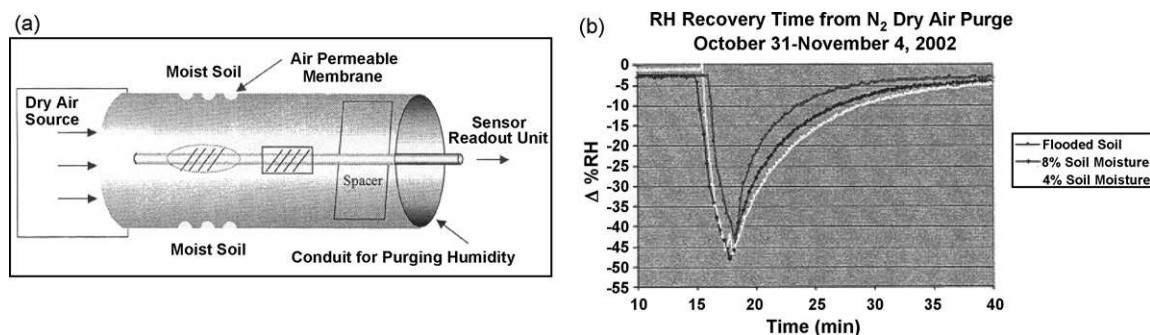 (a)
Moist Soil
Air Permeable
Membrane
Dry Air
Source
Sensor
Readout Unit
Spacer
Moist Soil
Conduit for Purging Humidity
(b)
RH Recovery Time from N₂ Dry Air Purge
October 31-November 4, 2002
Δ %RH
0
-5
-10
-15
-20
-25
-30
-35
-40
-45
-50
-55
10
15
20
25
30
35
40
Time (min)
Flooded Soil
8% Soil Moisture
4% Soil Moisture